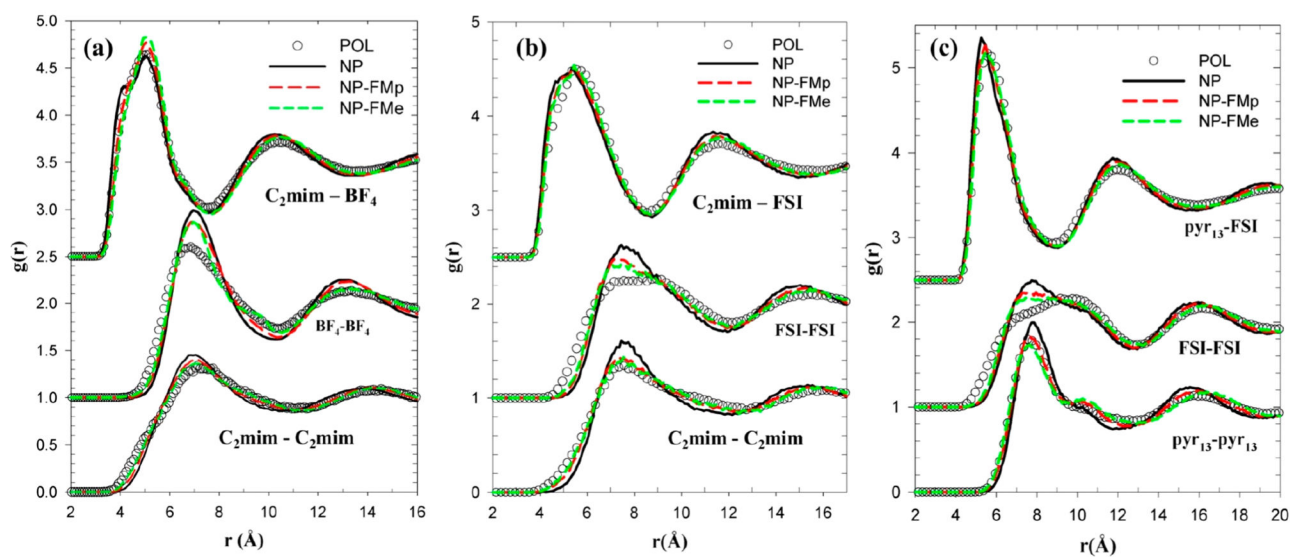 (a)
POL
NP
NP-FMp
NP-FMe
C₂mim – BF₄
BF₄-BF₄
C₂mim - C₂mim
g(r)
5.0
4.5
4.0
3.5
3.0
2.5
2.0
1.5
1.0
0.5
0.0
2 4 6 8 10 12 14 16
r (Å)
(b)
POL
NP
NP-FMp
NP-FMe
C₂mim – FSI
FSI-FSI
C₂mim - C₂mim
g(r)
5
4
3
2
1
0
2 4 6 8 10 12 14 16
r(Å)
(c)
POL
NP
NP-FMp
NP-FMe
pyr₁₃-FSI
FSI-FSI
pyr₁₃-pyr₁₃
g(r)
5
4
3
2
1
0
2 4 6 8 10 12 14 16 18 20
r(Å)